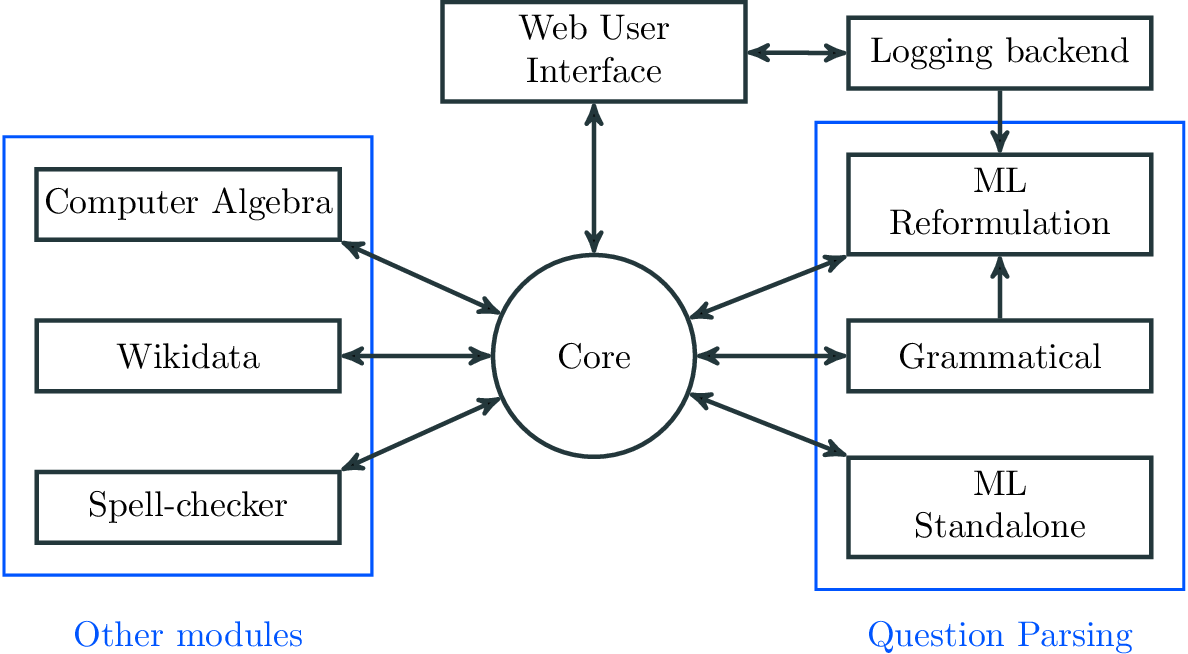 Web User
Interface
Logging backend
Computer Algebra
Wikidata
Spell-checker
Other modules
Core
ML
Reformulation
Grammatical
ML
Standalone
Question Parsing